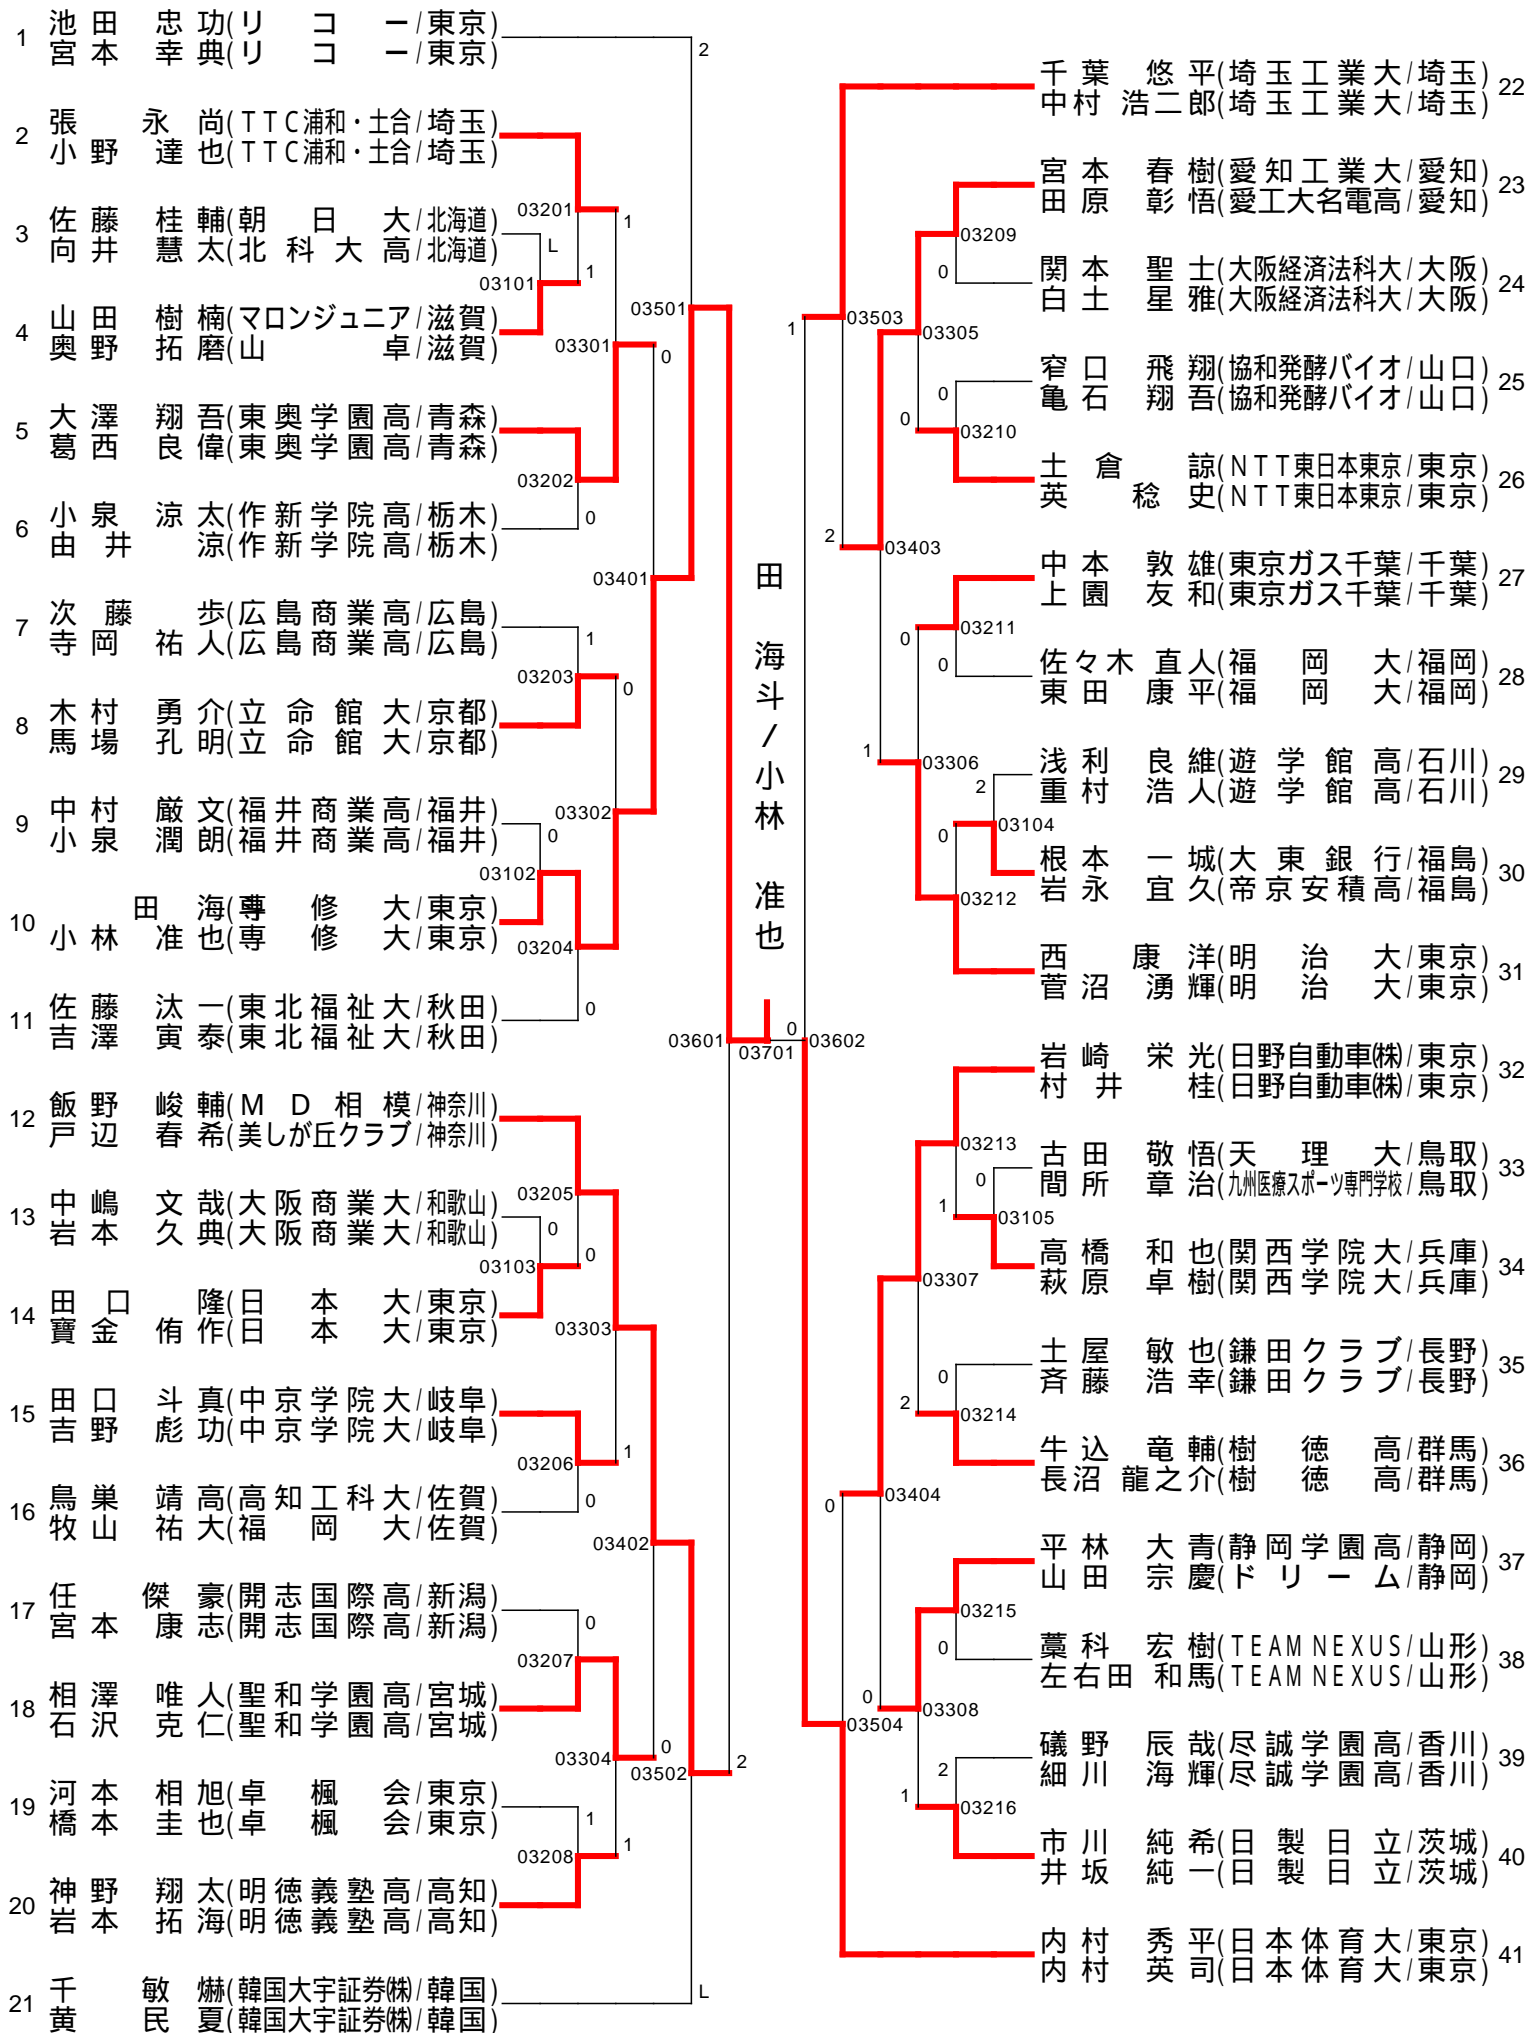 1 池田 忠功(リコー/東京)
宮本 幸典(リコー/東京)
2
2 張 永尚(TTC浦和・土合/埼玉)
小野 達也(TTC浦和・土合/埼玉)
03201
1
3 佐藤 桂輔(朝日大/北海道)
向井 慧太(北科大高/北海道)
L
03101
1
4 山田 樹楠(マロンジュニア/滋賀)
奥野 拓磨(山卓/滋賀)
03501
03301
0
5 大澤 翔吾(東奥学園高/青森)
葛西 良偉(東奥学園高/青森)
03202
6 小泉 涼太(作新学院高/栃木)
由井 涼(作新学院高/栃木)
0
03401
7 次藤 歩(広島商業高/広島)
寺岡 祐人(広島商業高/広島)
1
03203
0
8 木村 勇介(立命館大/京都)
馬場 孔明(立命館大/京都)
9 中村 厳文(福井商業高/福井)
小泉 潤朗(福井商業高/福井)
03302
0
03102
10 田 海(専修大/東京)
小林 准也(専修大/東京)
03204
11 佐藤 汰一(東北福祉大/秋田)
吉澤 寅泰(東北福祉大/秋田)
0
03601
03701
0
03602
田 海斗/小林 准也
12 飯野 峻輔(MD相模/神奈川)
戸辺 春希(美しが丘クラブ/神奈川)
03205
13 中嶋 文哉(大阪商業大/和歌山)
岩本 久典(大阪商業大/和歌山)
0
03103
0
14 田口 隆(日本大/東京)
寶金 侑作(日本大/東京)
03303
15 田口 斗真(中京学院大/岐阜)
吉野 彪功(中京学院大/岐阜)
03206
1
16 鳥巣 靖高(高知工科大/佐賀)
牧山 祐大(福岡大/佐賀)
0
03402
17 任 傑豪(開志国際高/新潟)
宮本 康志(開志国際高/新潟)
0
03207
18 相澤 唯人(聖和学園高/宮城)
石沢 克仁(聖和学園高/宮城)
03304
0
03502
2
19 河本 相旭(卓楓会/東京)
橋本 圭也(卓楓会/東京)
1
03208
1
20 神野 翔太(明徳義塾高/高知)
岩本 拓海(明徳義塾高/高知)
21 千 敏爀(韓国大宇証券㈱/韓国)
黄 民夏(韓国大宇証券㈱/韓国)
L
千葉 悠平(埼玉工業大/埼玉) 22
中村 浩二郎(埼玉工業大/埼玉)
宮本 春樹(愛知工業大/愛知) 23
田原 彰悟(愛工大名電高/愛知)
03209
0
関本 聖士(大阪経済法科大/大阪) 24
白土 星雅(大阪経済法科大/大阪)
1
03503
03305
窄口 飛翔(協和発酵バイオ/山口) 25
亀石 翔吾(協和発酵バイオ/山口)
0
0
03210
土倉 諒(NTT東日本東京/東京) 26
英 稔史(NTT東日本東京/東京)
2
03403
中本 敦雄(東京ガス千葉/千葉) 27
上園 友和(東京ガス千葉/千葉)
0
03211
0
佐々木 直人(福岡大/福岡) 28
東田 康平(福岡大/福岡)
1
03306
浅利 良維(遊学館高/石川) 29
重村 浩人(遊学館高/石川)
2
0
03104
根本 一城(大東銀行/福島) 30
岩永 宜久(帝京安積高/福島)
03212
西 康洋(明治大/東京) 31
菅沼 湧輝(明治大/東京)
岩崎 栄光(日野自動車㈱/東京) 32
村井 桂(日野自動車㈱/東京)
03213
古田 敬悟(天理大/鳥取) 33
間所 章治(九州医療スポーツ専門学校/鳥取)
0
1
03105
高橋 和也(関西学院大/兵庫) 34
萩原 卓樹(関西学院大/兵庫)
03307
土屋 敏也(鎌田クラブ/長野) 35
斉藤 浩幸(鎌田クラブ/長野)
0
2
03214
牛込 竜輔(樹徳高/群馬) 36
長沼 龍之介(樹徳高/群馬)
0
03404
平林 大青(静岡学園高/静岡) 37
山田 宗慶(ドリーム/静岡)
03215
0
藁科 宏樹(TEAM NEXUS/山形) 38
左右田 和馬(TEAM NEXUS/山形)
0
03308
03504
礒野 辰哉(尽誠学園高/香川) 39
細川 海輝(尽誠学園高/香川)
2
1
03216
市川 純希(日製日立/茨城) 40
井坂 純一(日製日立/茨城)
内村 秀平(日本体育大/東京) 41
内村 英司(日本体育大/東京)